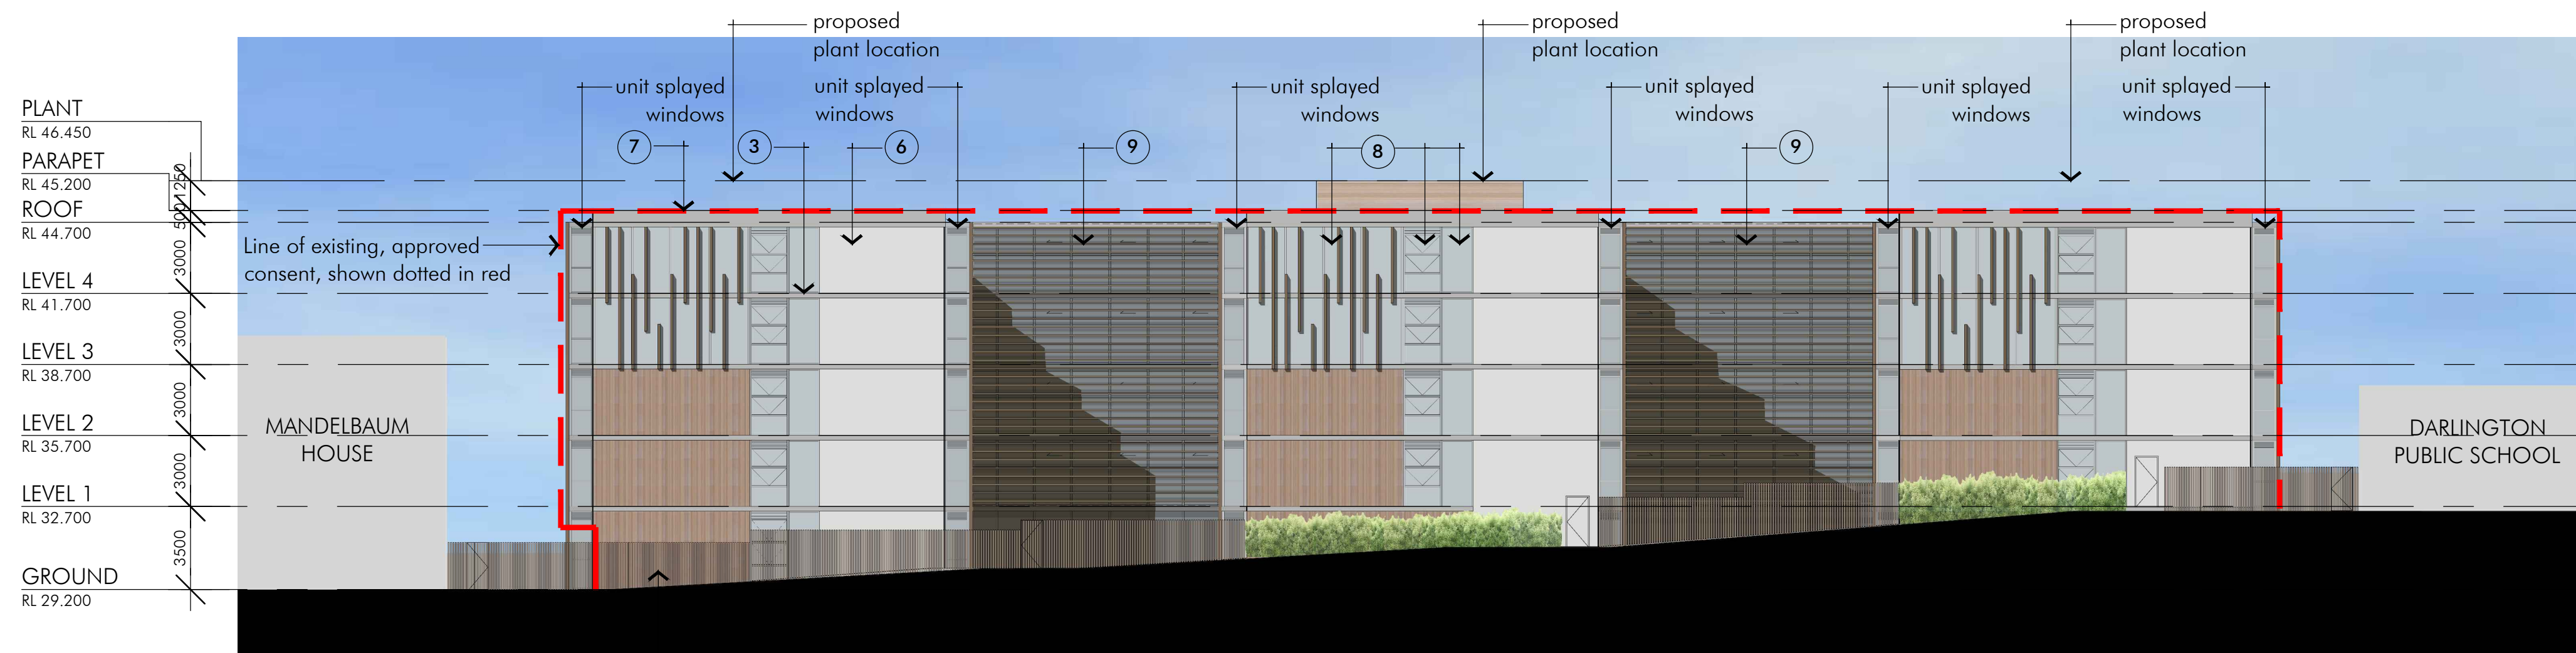 proposed
plant location
proposed
plant location
proposed
plant location
unit splayed
windows
unit splayed
windows
unit splayed
windows
unit splayed
windows
unit splayed
windows
unit splayed
windows
7
3
6
9
8
9
PLANT
RL 46.450
PARAPET
RL 45.200
ROOF
RL 44.700
LEVEL 4
RL 41.700
LEVEL 3
RL 38.700
LEVEL 2
RL 35.700
LEVEL 1
RL 32.700
GROUND
RL 29.200
1250
500
3000
3000
3000
3000
3500
Line of existing, approved
consent, shown dotted in red
MANDELBAUM
HOUSE
DARLINGTON
PUBLIC SCHOOL